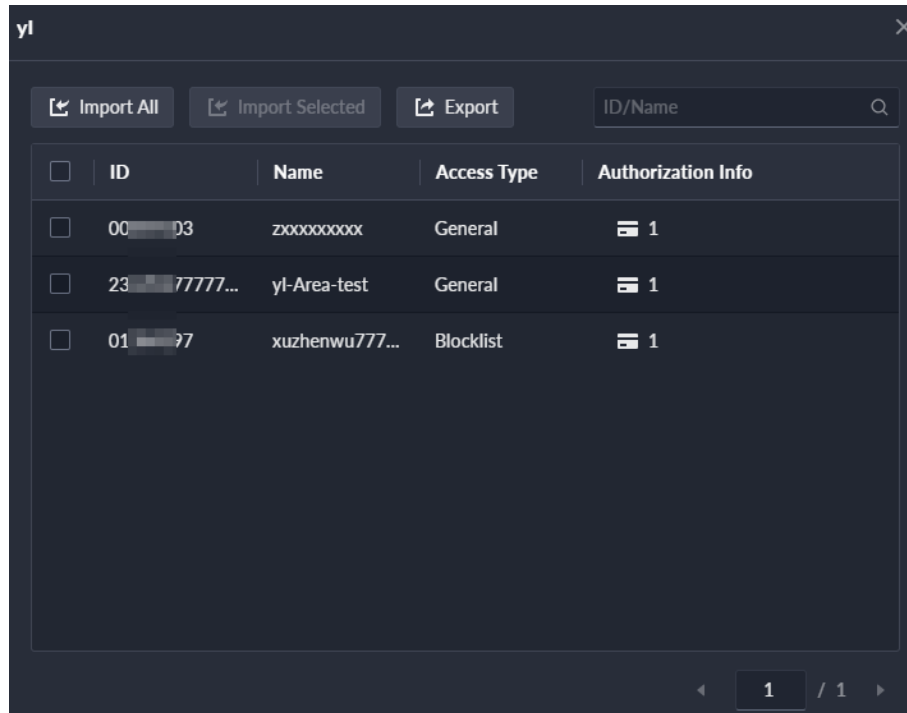 yl
Import All Import Selected Export ID/Name
ID Name Access Type Authorization Info
00 03 zxxxxxxxxx General 1
23 77777... yl-Area-test General 1
01 97 xuzhenwu777... Blocklist 1
1 / 1